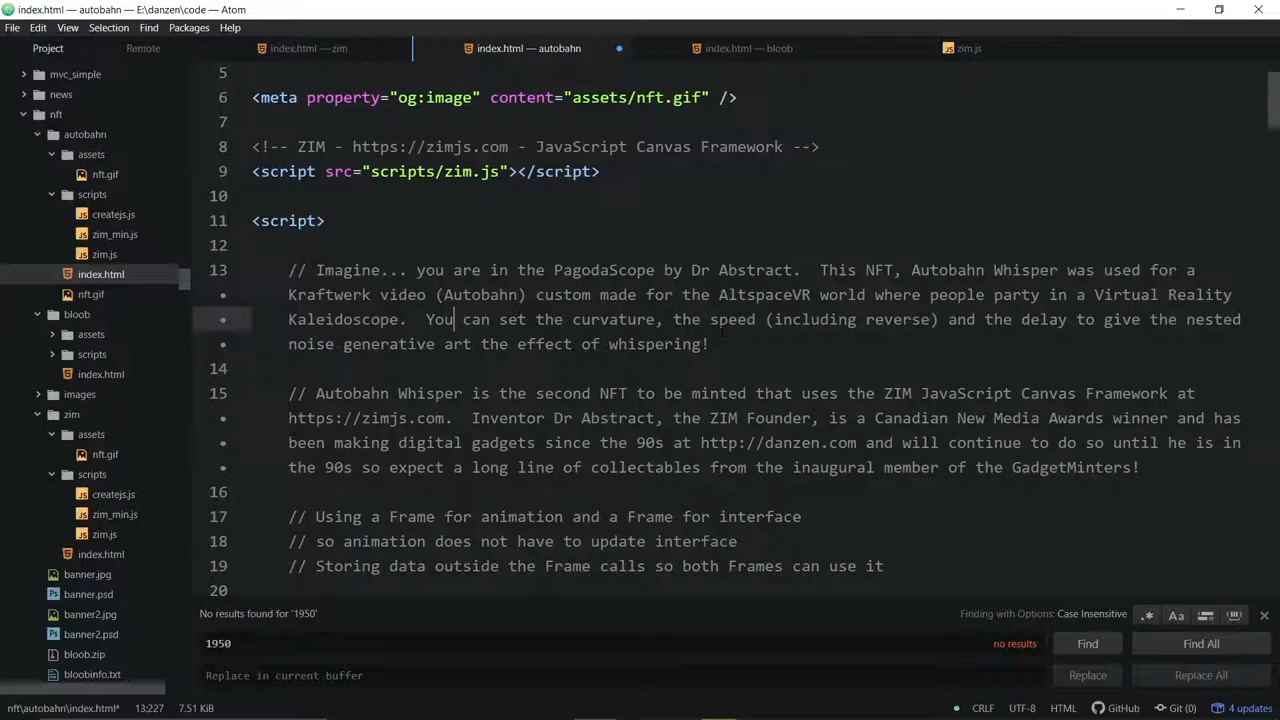 index.html — autobahn — E:\danzen\code — Atom
File Edit View Selection Find Packages Help
Project Remote
index.html — zim
index.html — autobahn
index.html — bloob
zim.js
mvc_simple
news
nft
autobahn
assets
nft.gif
scripts
createjs.js
zim_min.js
zim.js
index.html
nft.gif
bloob
assets
scripts
index.html
images
zim
assets
nft.gif
scripts
createjs.js
zim_min.js
zim.js
index.html
banner.jpg
banner.psd
banner2.jpg
banner2.psd
bloob.zip
bloobinfo.txt
5
6 <meta property="og:image" content="assets/nft.gif" />
7
8 <!-- ZIM - https://zimjs.com - JavaScript Canvas Framework -->
9 <script src="scripts/zim.js"></script>
10
11 <script>
12
13 // Imagine... you are in the PagodaScope by Dr Abstract.  This NFT, Autobahn Whisper was used for a
Kraftwerk video (Autobahn) custom made for the AltspaceVR world where people party in a Virtual Reality
Kaleidoscope.  You can set the curvature, the speed (including reverse) and the delay to give the nested
noise generative art the effect of whispering!
14
15 // Autobahn Whisper is the second NFT to be minted that uses the ZIM JavaScript Canvas Framework at
https://zimjs.com.  Inventor Dr Abstract, the ZIM Founder, is a Canadian New Media Awards winner and has
been making digital gadgets since the 90s at http://danzen.com and will continue to do so until he is in
the 90s so expect a long line of collectables from the inaugural member of the GadgetMinters!
16
17 // Using a Frame for animation and a Frame for interface
18 // so animation does not have to update interface
19 // Storing data outside the Frame calls so both Frames can use it
20
No results found for '1950'
Finding with Options: Case Insensitive
.* Aa
1950
no results
Find
Find All
Replace in current buffer
Replace
Replace All
nft\autobahn\index.html* 13:227 7.51 KiB
CRLF UTF-8 HTML GitHub Git (0) 4 updates